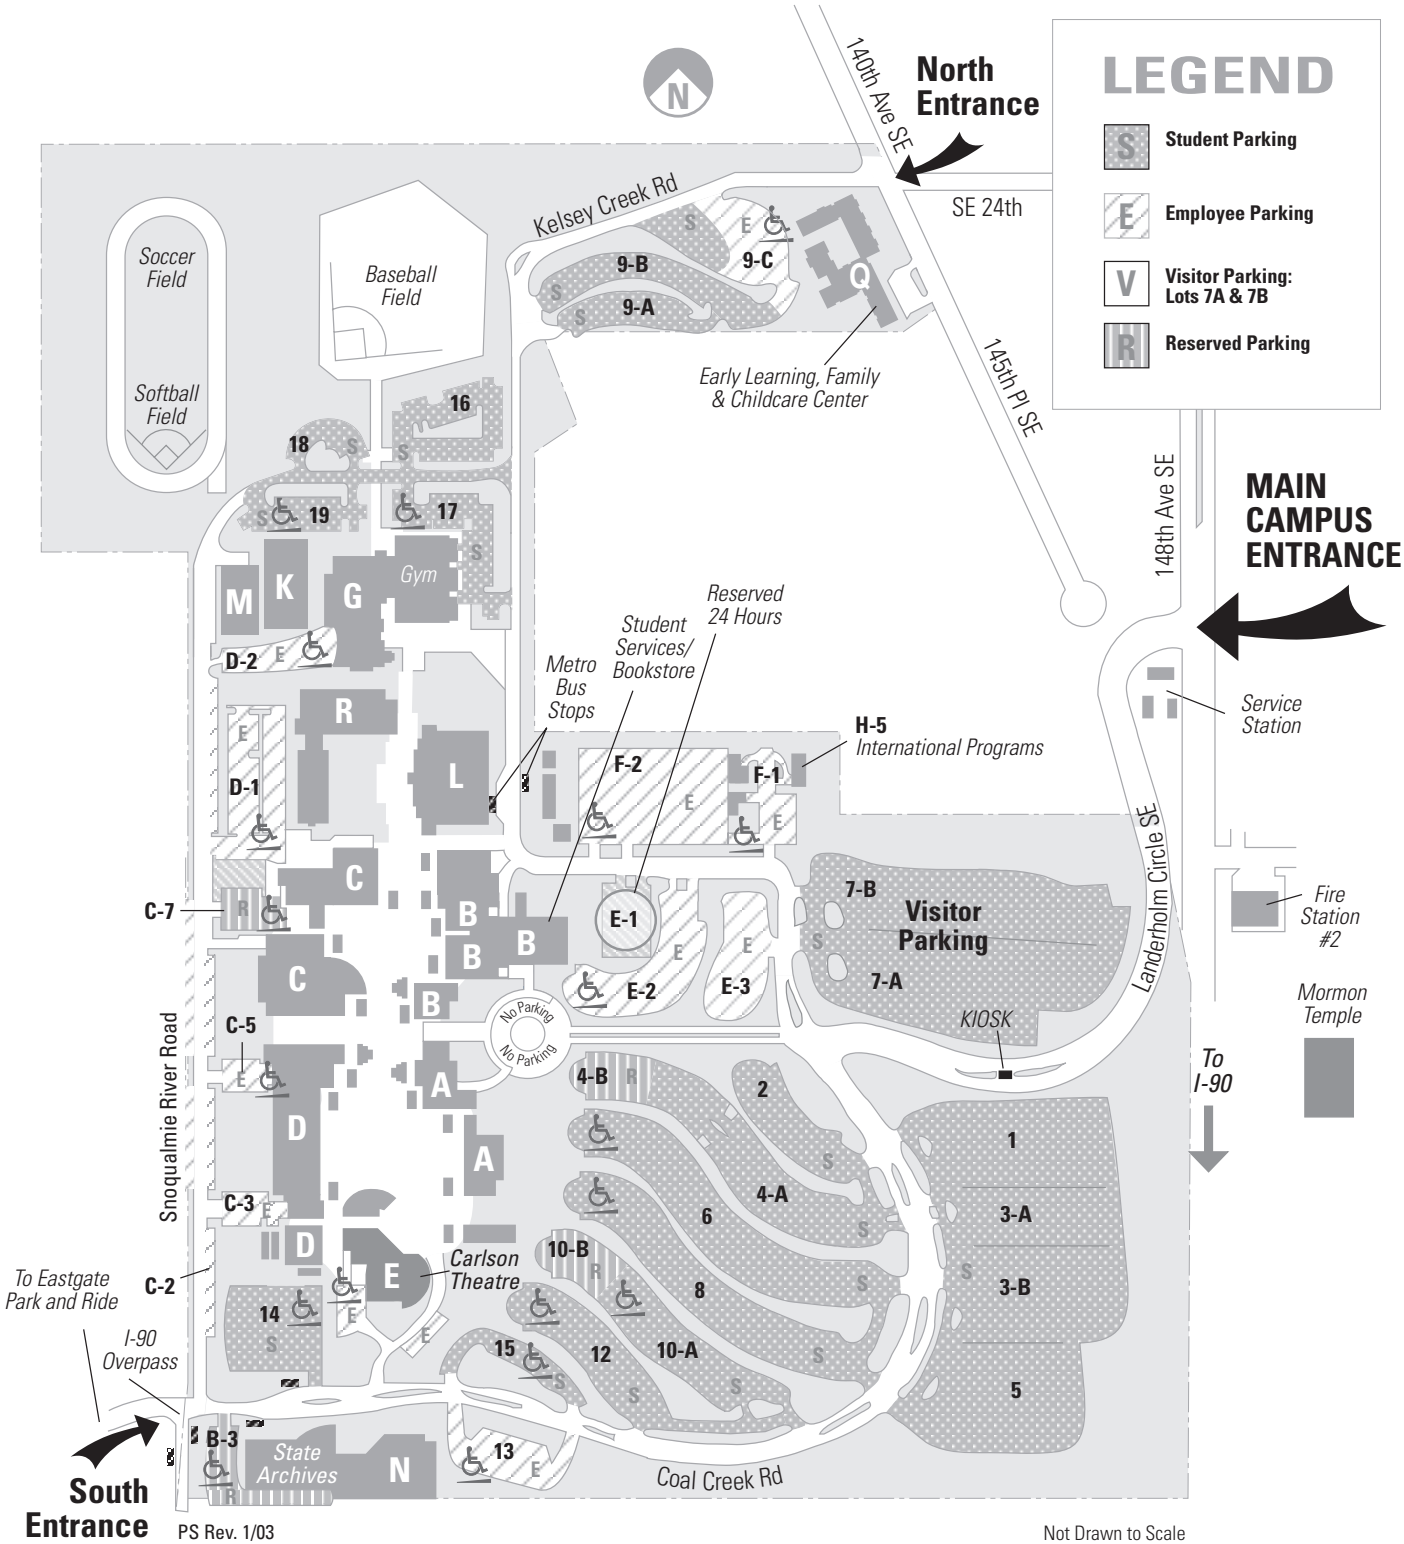 North
Entrance
140th Ave SE
N
LEGEND
S
Student Parking
E
Employee Parking
V
Visitor Parking:
Lots 7A & 7B
R
Reserved Parking
SE 24th
Kelsey Creek Rd
S
E
9-C
9-B
S
9-A
S
Q
Early Learning, Family
& Childcare Center
145th Pl SE
148th Ave SE
MAIN
CAMPUS
ENTRANCE
Soccer
Field
Softball
Field
Baseball
Field
16
S
18
S
S
19
17
S
M
K
G
Gym
D-2
E
R
E
D-1
L
Metro
Bus
Stops
Student
Services/
Bookstore
Reserved
24 Hours
H-5
International Programs
F-2
E
F-1
E
Service
Station
Landerholm Circle SE
Fire
Station
#2
Mormon
Temple
To
I-90
C
C-7
R
B
B
B
B
C
E-1
E
E-2
E
E-3
7-B
Visitor
Parking
S
7-A
KIOSK
No Parking
No Parking
Snoqualmie River Road
C-5
E
A
D
A
4-B
R
2
S
4-A
S
6
S
8
S
10-B
R
10-A
S
12
S
15
S
1
3-A
S
3-B
5
C-3
E
D
C-2
E
Carlson
Theatre
14
S
E
E
To Eastgate
Park and Ride
I-90
Overpass
South
Entrance
B-3
R
State
Archives
N
13
E
Coal Creek Rd
PS Rev. 1/03
Not Drawn to Scale